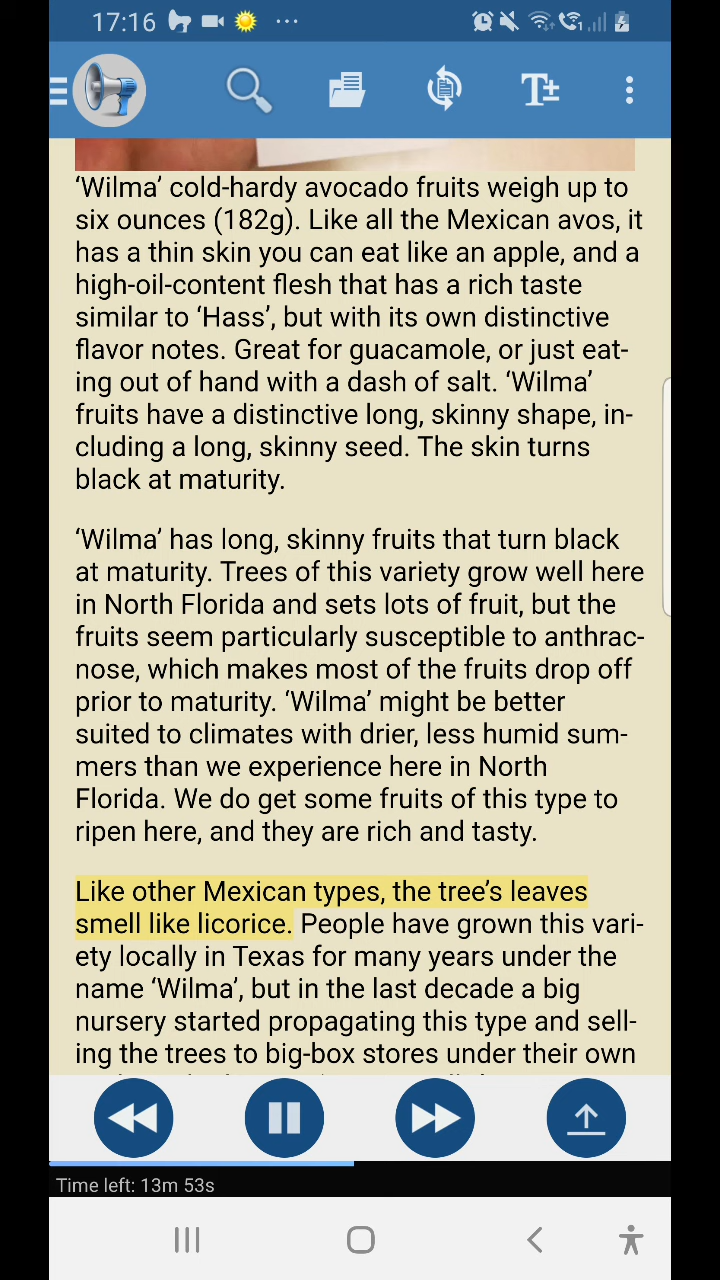 17:16
‘Wilma’ cold-hardy avocado fruits weigh up to
six ounces (182g). Like all the Mexican avos, it
has a thin skin you can eat like an apple, and a
high-oil-content flesh that has a rich taste
similar to ‘Hass’, but with its own distinctive
flavor notes. Great for guacamole, or just eat-
ing out of hand with a dash of salt. ‘Wilma’
fruits have a distinctive long, skinny shape, in-
cluding a long, skinny seed. The skin turns
black at maturity.
‘Wilma’ has long, skinny fruits that turn black
at maturity. Trees of this variety grow well here
in North Florida and sets lots of fruit, but the
fruits seem particularly susceptible to anthrac-
nose, which makes most of the fruits drop off
prior to maturity. ‘Wilma’ might be better
suited to climates with drier, less humid sum-
mers than we experience here in North
Florida. We do get some fruits of this type to
ripen here, and they are rich and tasty.
Like other Mexican types, the tree’s leaves
smell like licorice. People have grown this vari-
ety locally in Texas for many years under the
name ‘Wilma’, but in the last decade a big
nursery started propagating this type and sell-
ing the trees to big-box stores under their own
Time left: 13m 53s